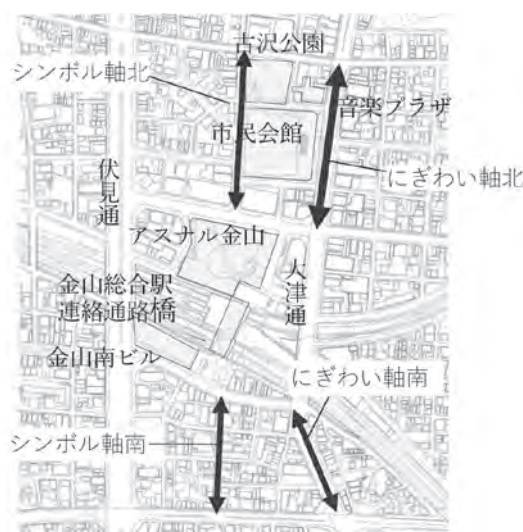 古沢公園
シンボル軸北
音楽プラザ
市民会館
にぎわい軸北
伏見通
アスナル金山
大津通
金山総合駅
連絡通路橋
金山南ビル
にぎわい軸南
シンボル軸南